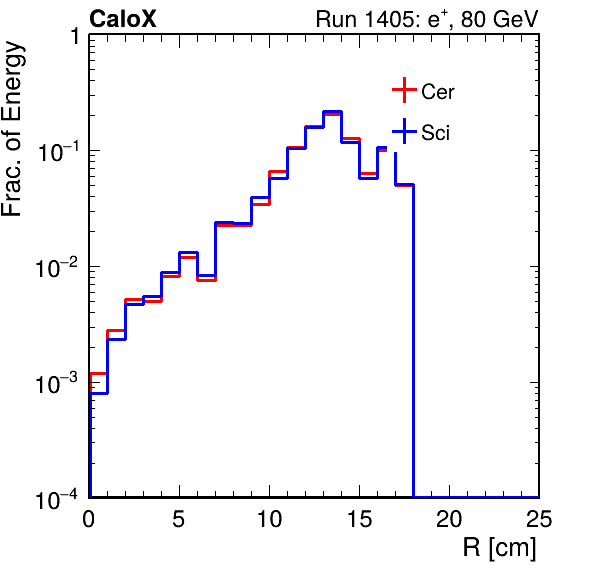 CaloX Run 1405: e⁺, 80 GeV
Frac. of Energy
1
10⁻¹
10⁻²
10⁻³
10⁻⁴
Cer
Sci
0 5 10 15 20 25
R [cm]